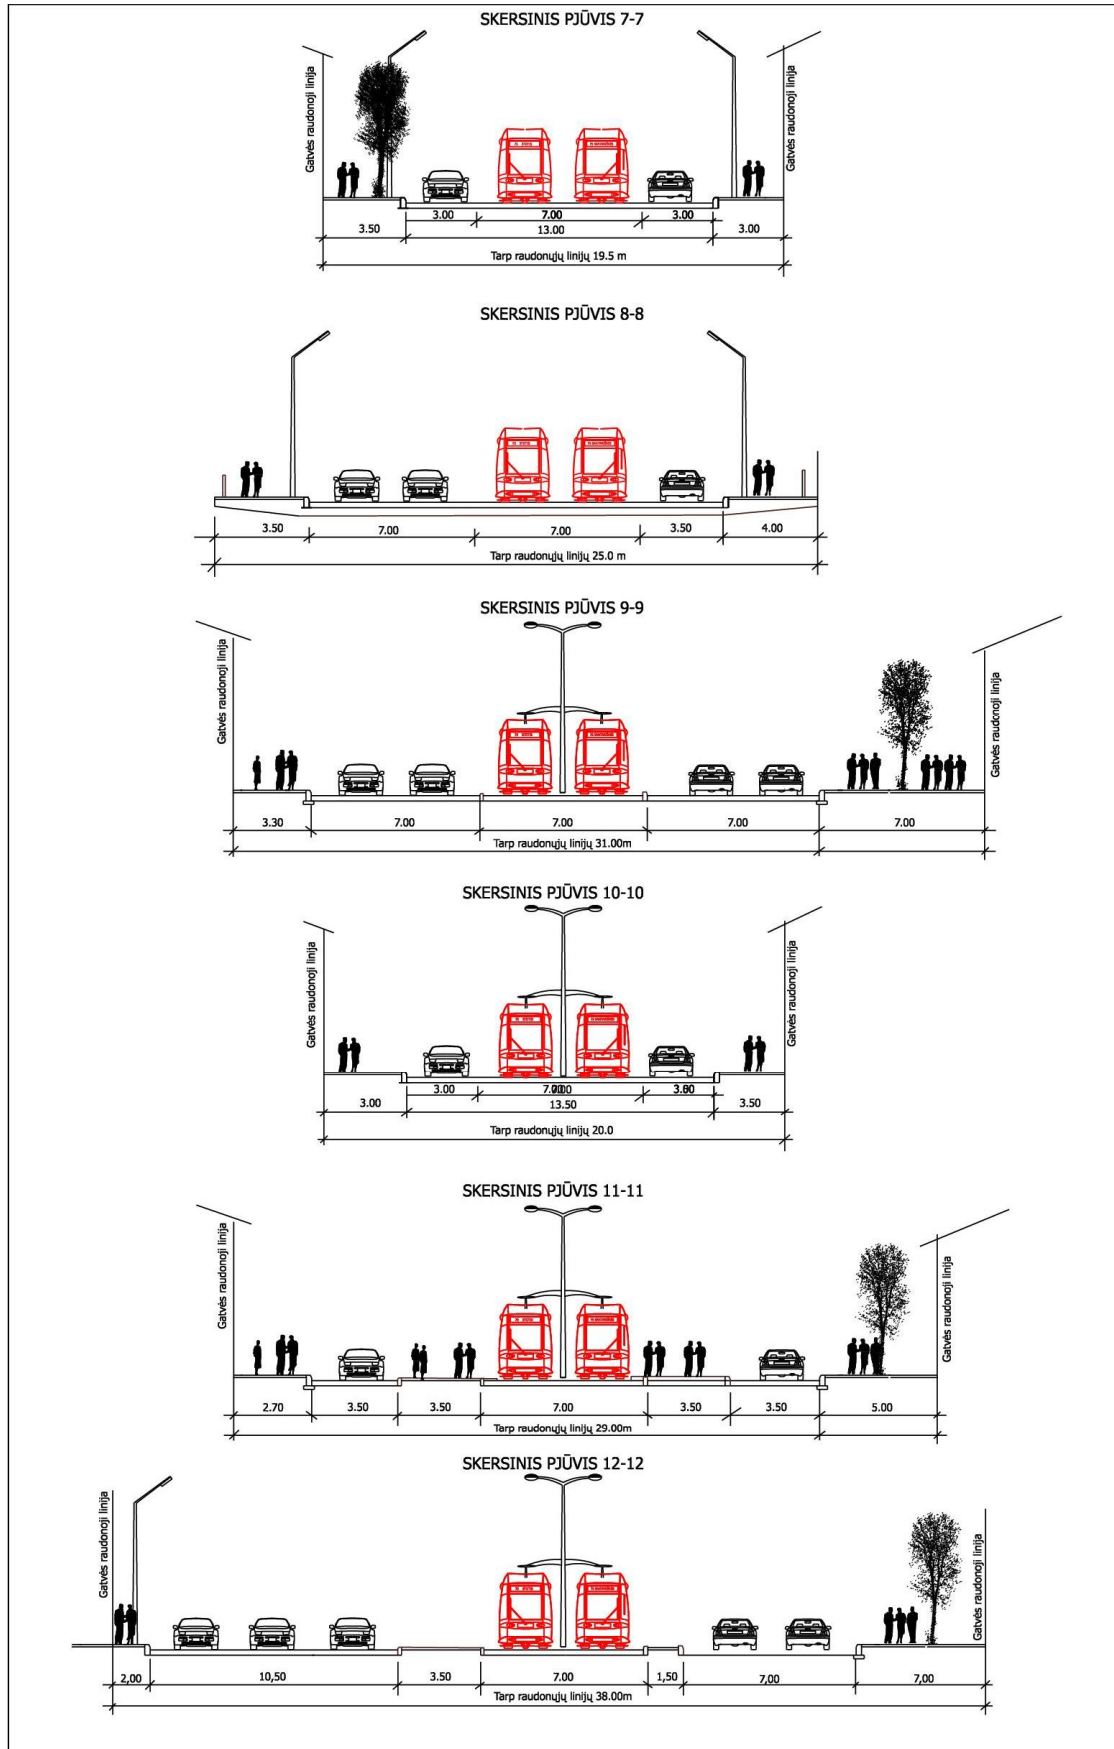 SKERSINIS PJŪVIS 7-7
Gatvės raudonoji linija
Gatvės raudonoji linija
3.00 7.00 3.00
3.50 13.00 3.00
Tarp raudonųjų linijų 19.5 m
SKERSINIS PJŪVIS 8-8
3.50 7.00 7.00 3.50 4.00
Tarp raudonųjų linijų 25.0 m
SKERSINIS PJŪVIS 9-9
Gatvės raudonoji linija
Gatvės raudonoji linija
3.30 7.00 7.00 7.00 7.00
Tarp raudonųjų linijų 31.00m
SKERSINIS PJŪVIS 10-10
Gatvės raudonoji linija
Gatvės raudonoji linija
3.00
3.00 13.50 3.50
Tarp raudonųjų linijų 20.0
SKERSINIS PJŪVIS 11-11
Gatvės raudonoji linija
Gatvės raudonoji linija
2.70 3.50 3.50 7.00 3.50 3.50 5.00
Tarp raudonųjų linijų 29.00m
SKERSINIS PJŪVIS 12-12
Gatvės raudonoji linija
Gatvės raudonoji linija
2,00 10,50 3.50 7.00 1,50 7,00 7,00
Tarp raudonųjų linijų 38.00m